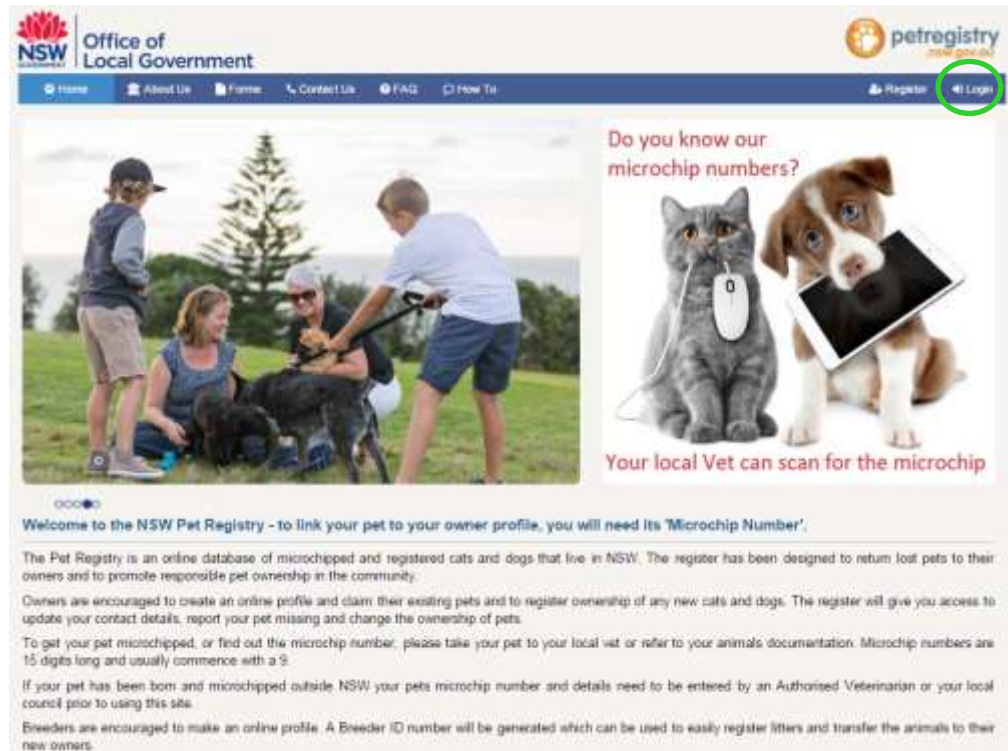 NSW
Office of
Local Government
petregistry
nsw.gov.au
Home About Us Forms Contact Us FAQ How To Register Login
Do you know our
microchip numbers?
Your local Vet can scan for the microchip
Welcome to the NSW Pet Registry - to link your pet to your owner profile, you will need its 'Microchip Number'.
The Pet Registry is an online database of microchipped and registered cats and dogs that live in NSW. The register has been designed to return lost pets to their
owners and to promote responsible pet ownership in the community.
Owners are encouraged to create an online profile and claim their existing pets and to register ownership of any new cats and dogs. The register will give you access to
update your contact details, report your pet missing and change the ownership of pets.
To get your pet microchipped, or find out the microchip number, please take your pet to your local vet or refer to your animals documentation. Microchip numbers are
15 digits long and usually commence with a 9.
If your pet has been born and microchipped outside NSW your pets microchip number and details need to be entered by an Authorised Veterinarian or your local
council prior to using this site.
Breeders are encouraged to make an online profile. A Breeder ID number will be generated which can be used to easily register litters and transfer the animals to their
new owners.